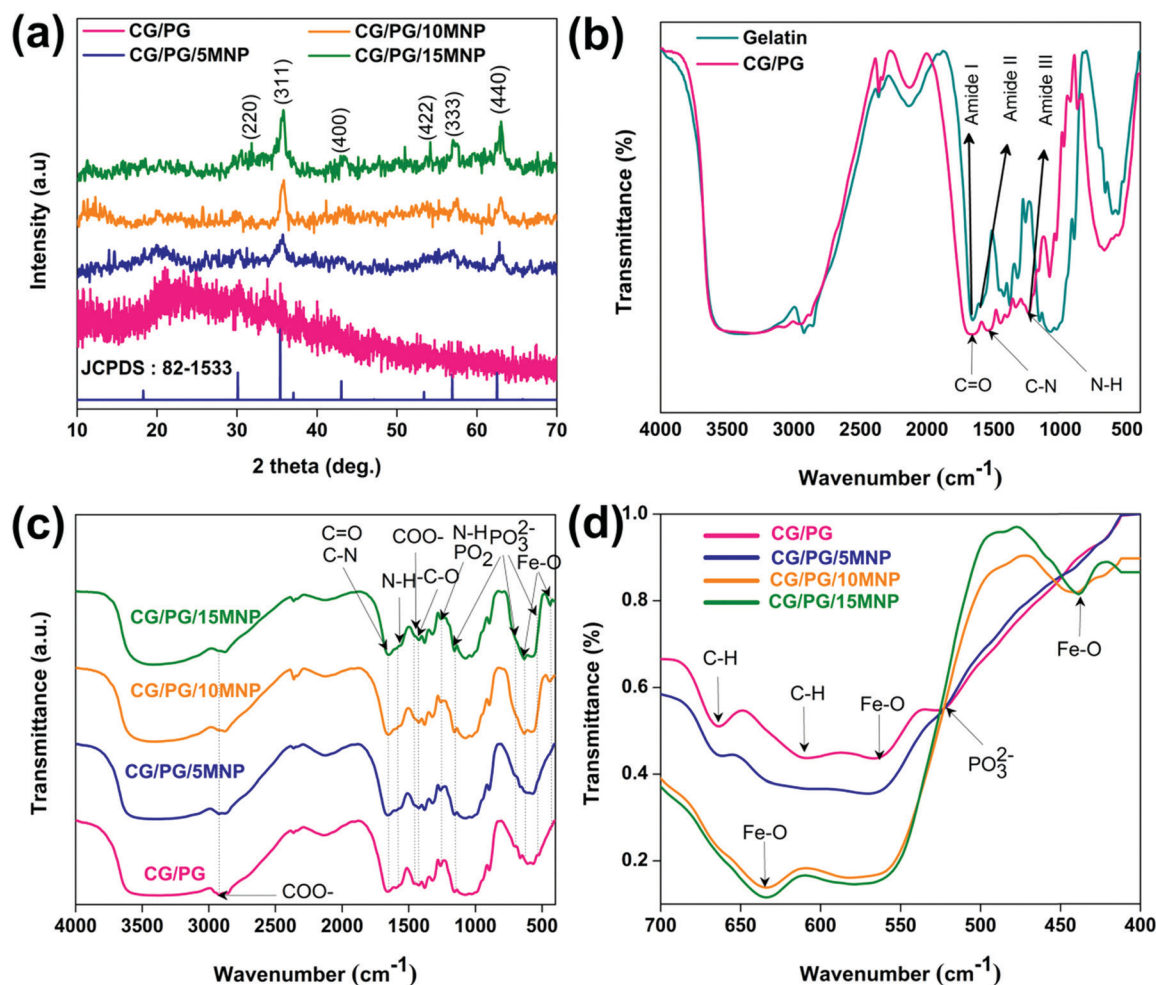 (a)
CG/PG
CG/PG/10MNP
CG/PG/5MNP
CG/PG/15MNP
(220)
(311)
(400)
(422)
(333)
(440)
JCPDS : 82-1533
Intensity (a.u)
10 20 30 40 50 60 70
2 theta (deg.)
(b)
Gelatin
CG/PG
Amide I
Amide II
Amide III
C=O
C-N
N-H
Transmittance (%)
4000 3500 3000 2500 2000 1500 1000 500
Wavenumber (cm-1)
(c)
C=O
C-N
N-H
COO-
-C-O
N-H
PO2
PO32-
Fe-O
CG/PG/15MNP
CG/PG/10MNP
CG/PG/5MNP
CG/PG
COO-
Transmittance (a.u.)
4000 3500 3000 2500 2000 1500 1000 500
Wavenumber (cm-1)
(d)
CG/PG
CG/PG/5MNP
CG/PG/10MNP
CG/PG/15MNP
1.0
0.8
0.6
0.4
0.2
C-H
C-H
Fe-O
Fe-O
PO32-
Fe-O
Transmittance (%)
700 650 600 550 500 450 400
Wavenumber (cm-1)